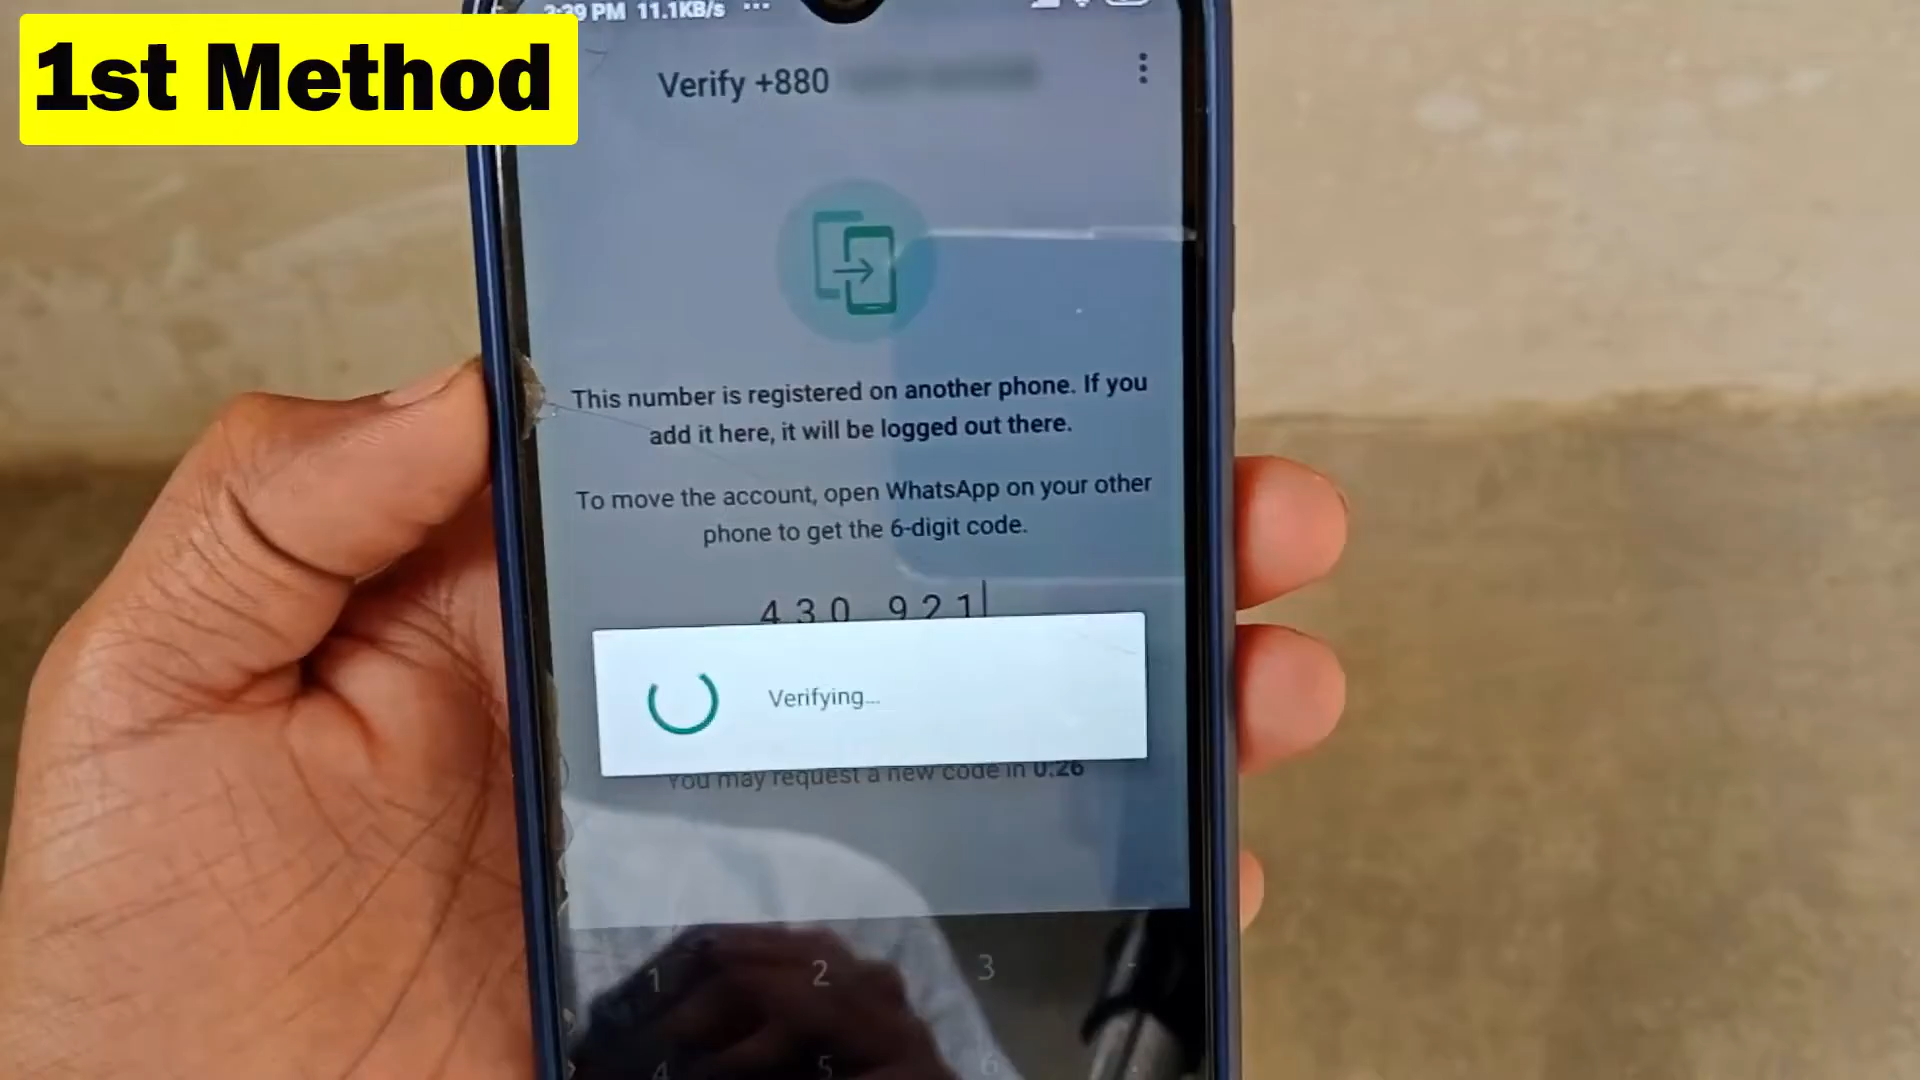 1st Method
2:39 PM 11.1KB/s ...
Verify +880
This number is registered on another phone. If you
add it here, it will be logged out there.
To move the account, open WhatsApp on your other
phone to get the 6-digit code.
430 921
Verifying...
You may request a new code in 0:26
1 2 3 -
4 5 6